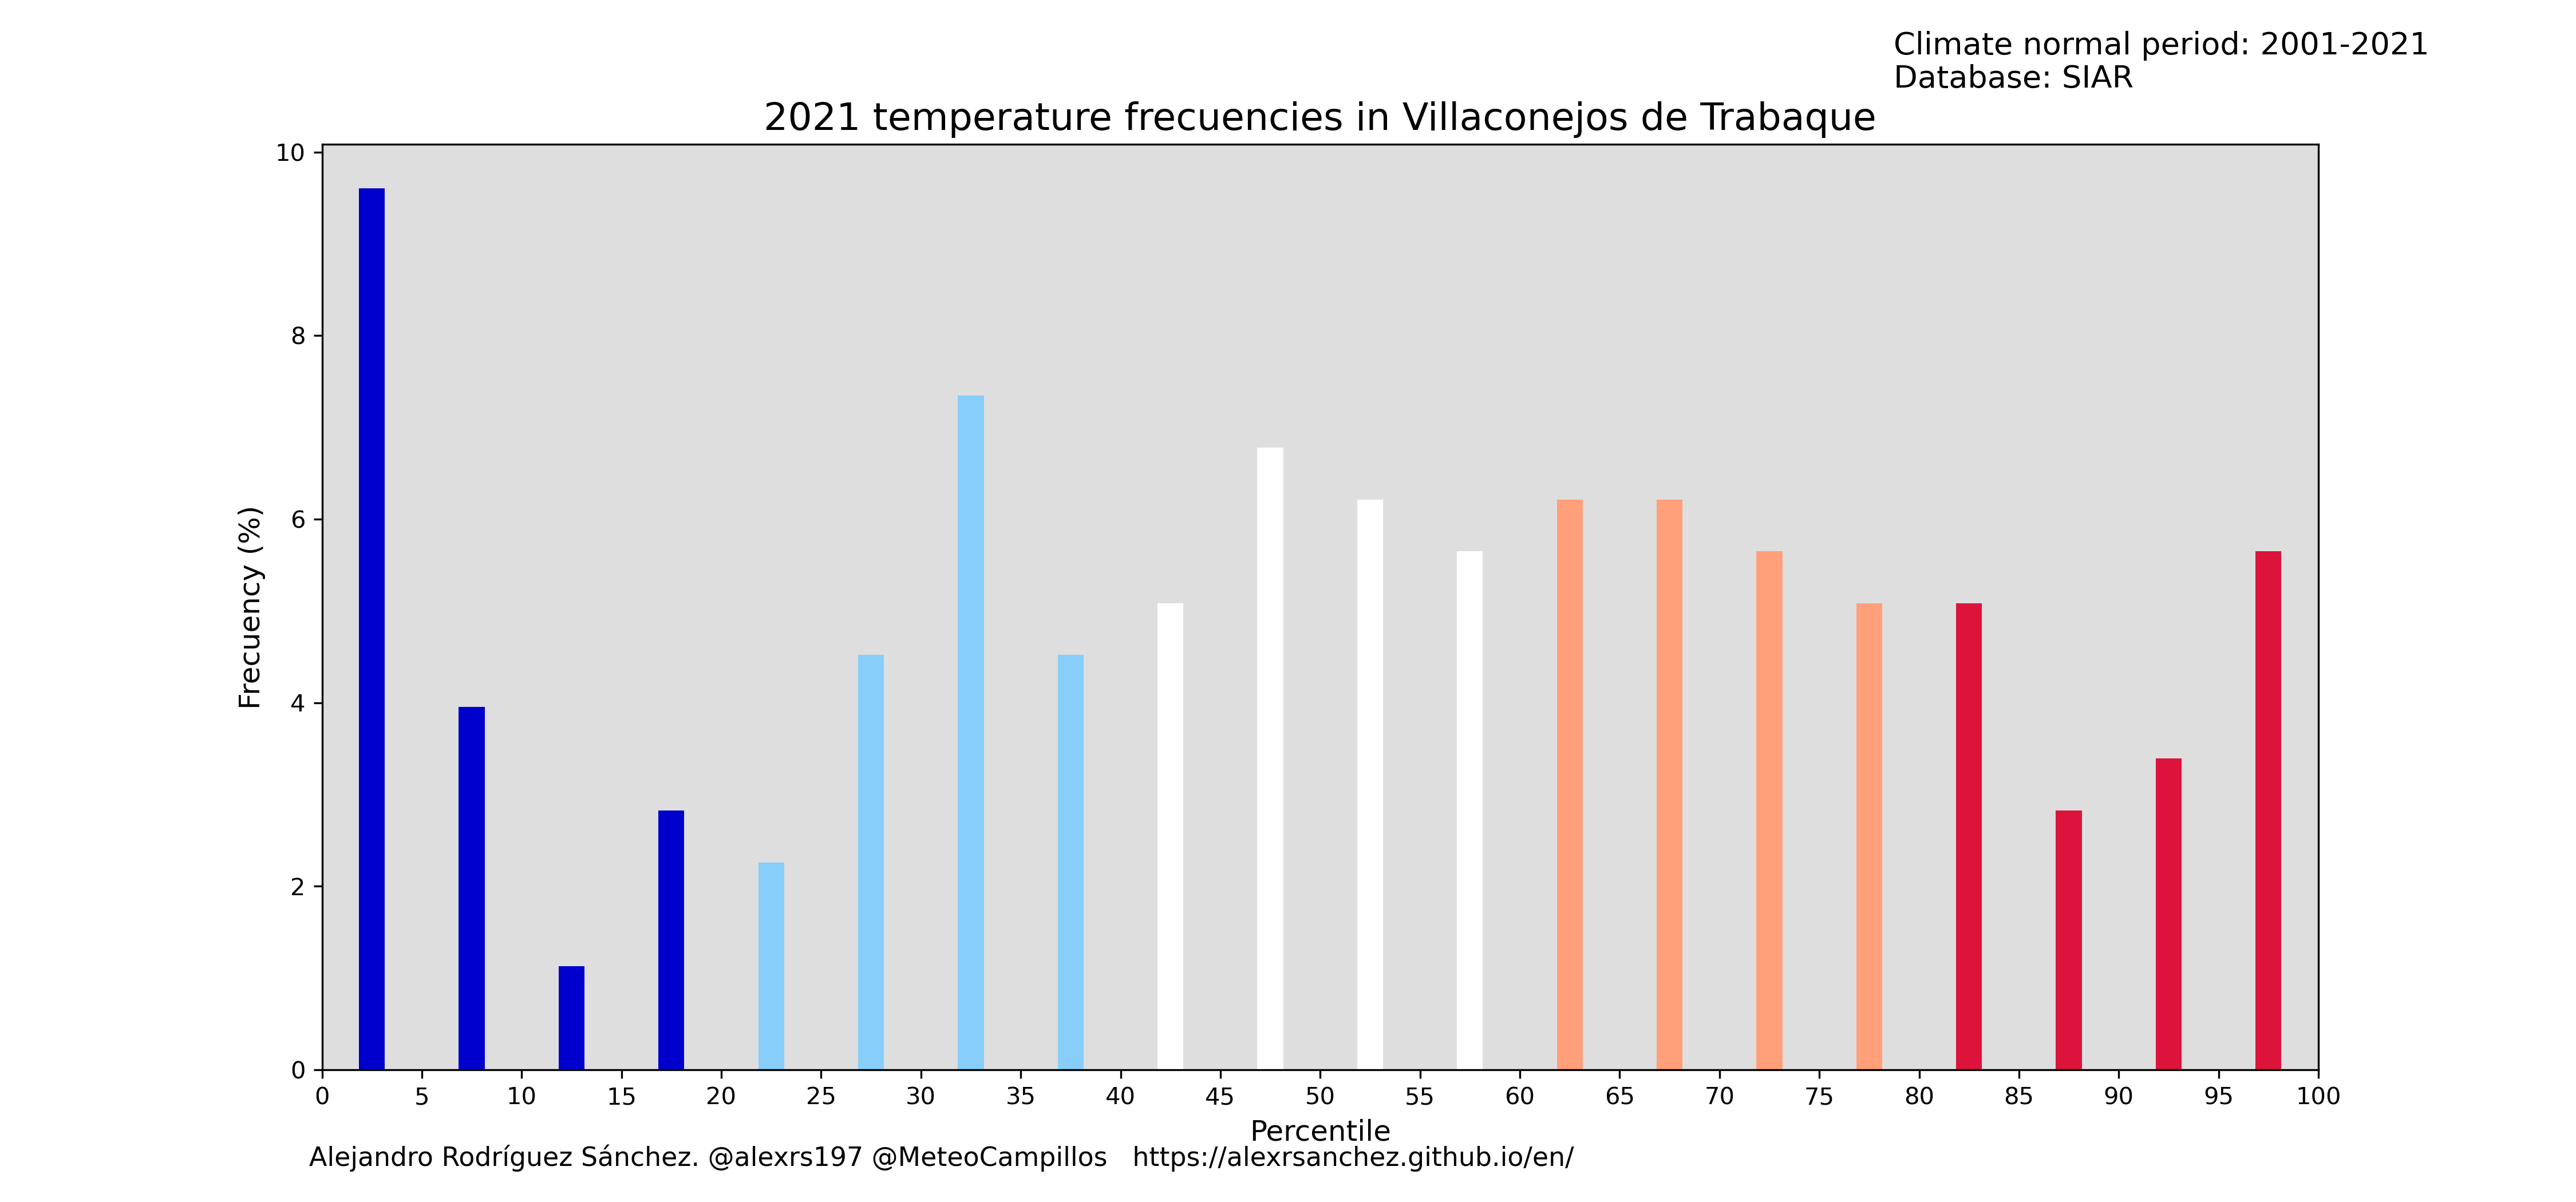 Climate normal period: 2001-2021
Database: SIAR
2021 temperature frecuencies in Villaconejos de Trabaque
10
8
6
4
2
0
Frecuency (%)
0 5 10 15 20 25 30 35 40 45 50 55 60 65 70 75 80 85 90 95 100
Percentile
Alejandro Rodríguez Sánchez. @alexrs197 @MeteoCampillos https://alexrsanchez.github.io/en/